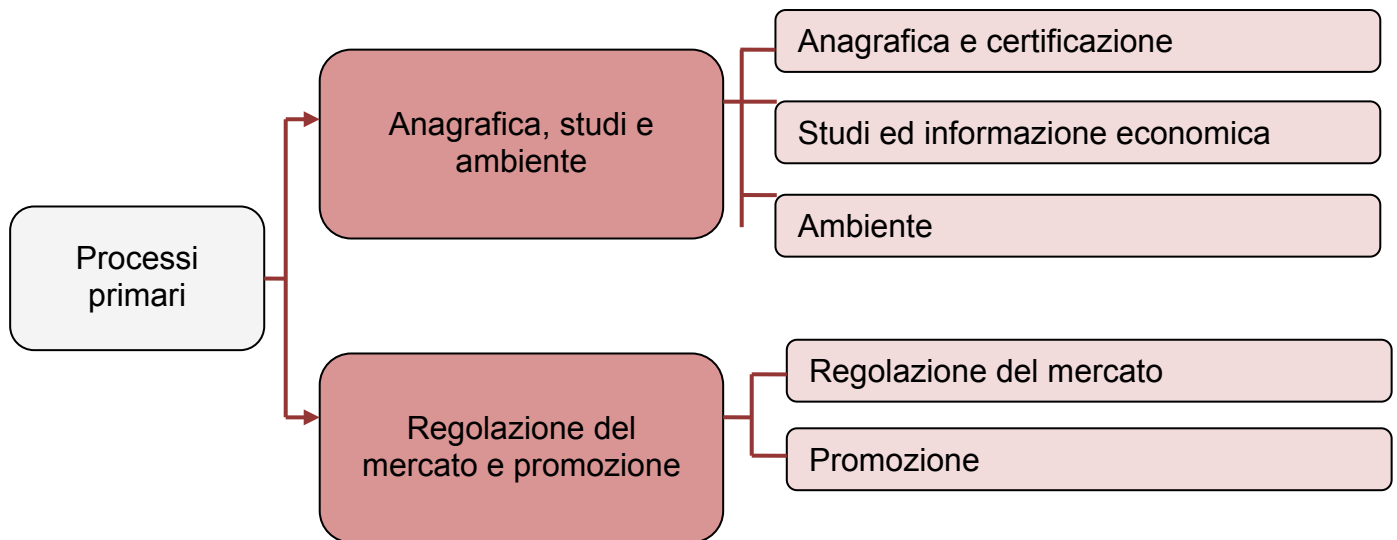 Processi
primari
Anagrafica, studi e
ambiente
Anagrafica e certificazione
Studi ed informazione economica
Ambiente
Regolazione del
mercato e promozione
Regolazione del mercato
Promozione